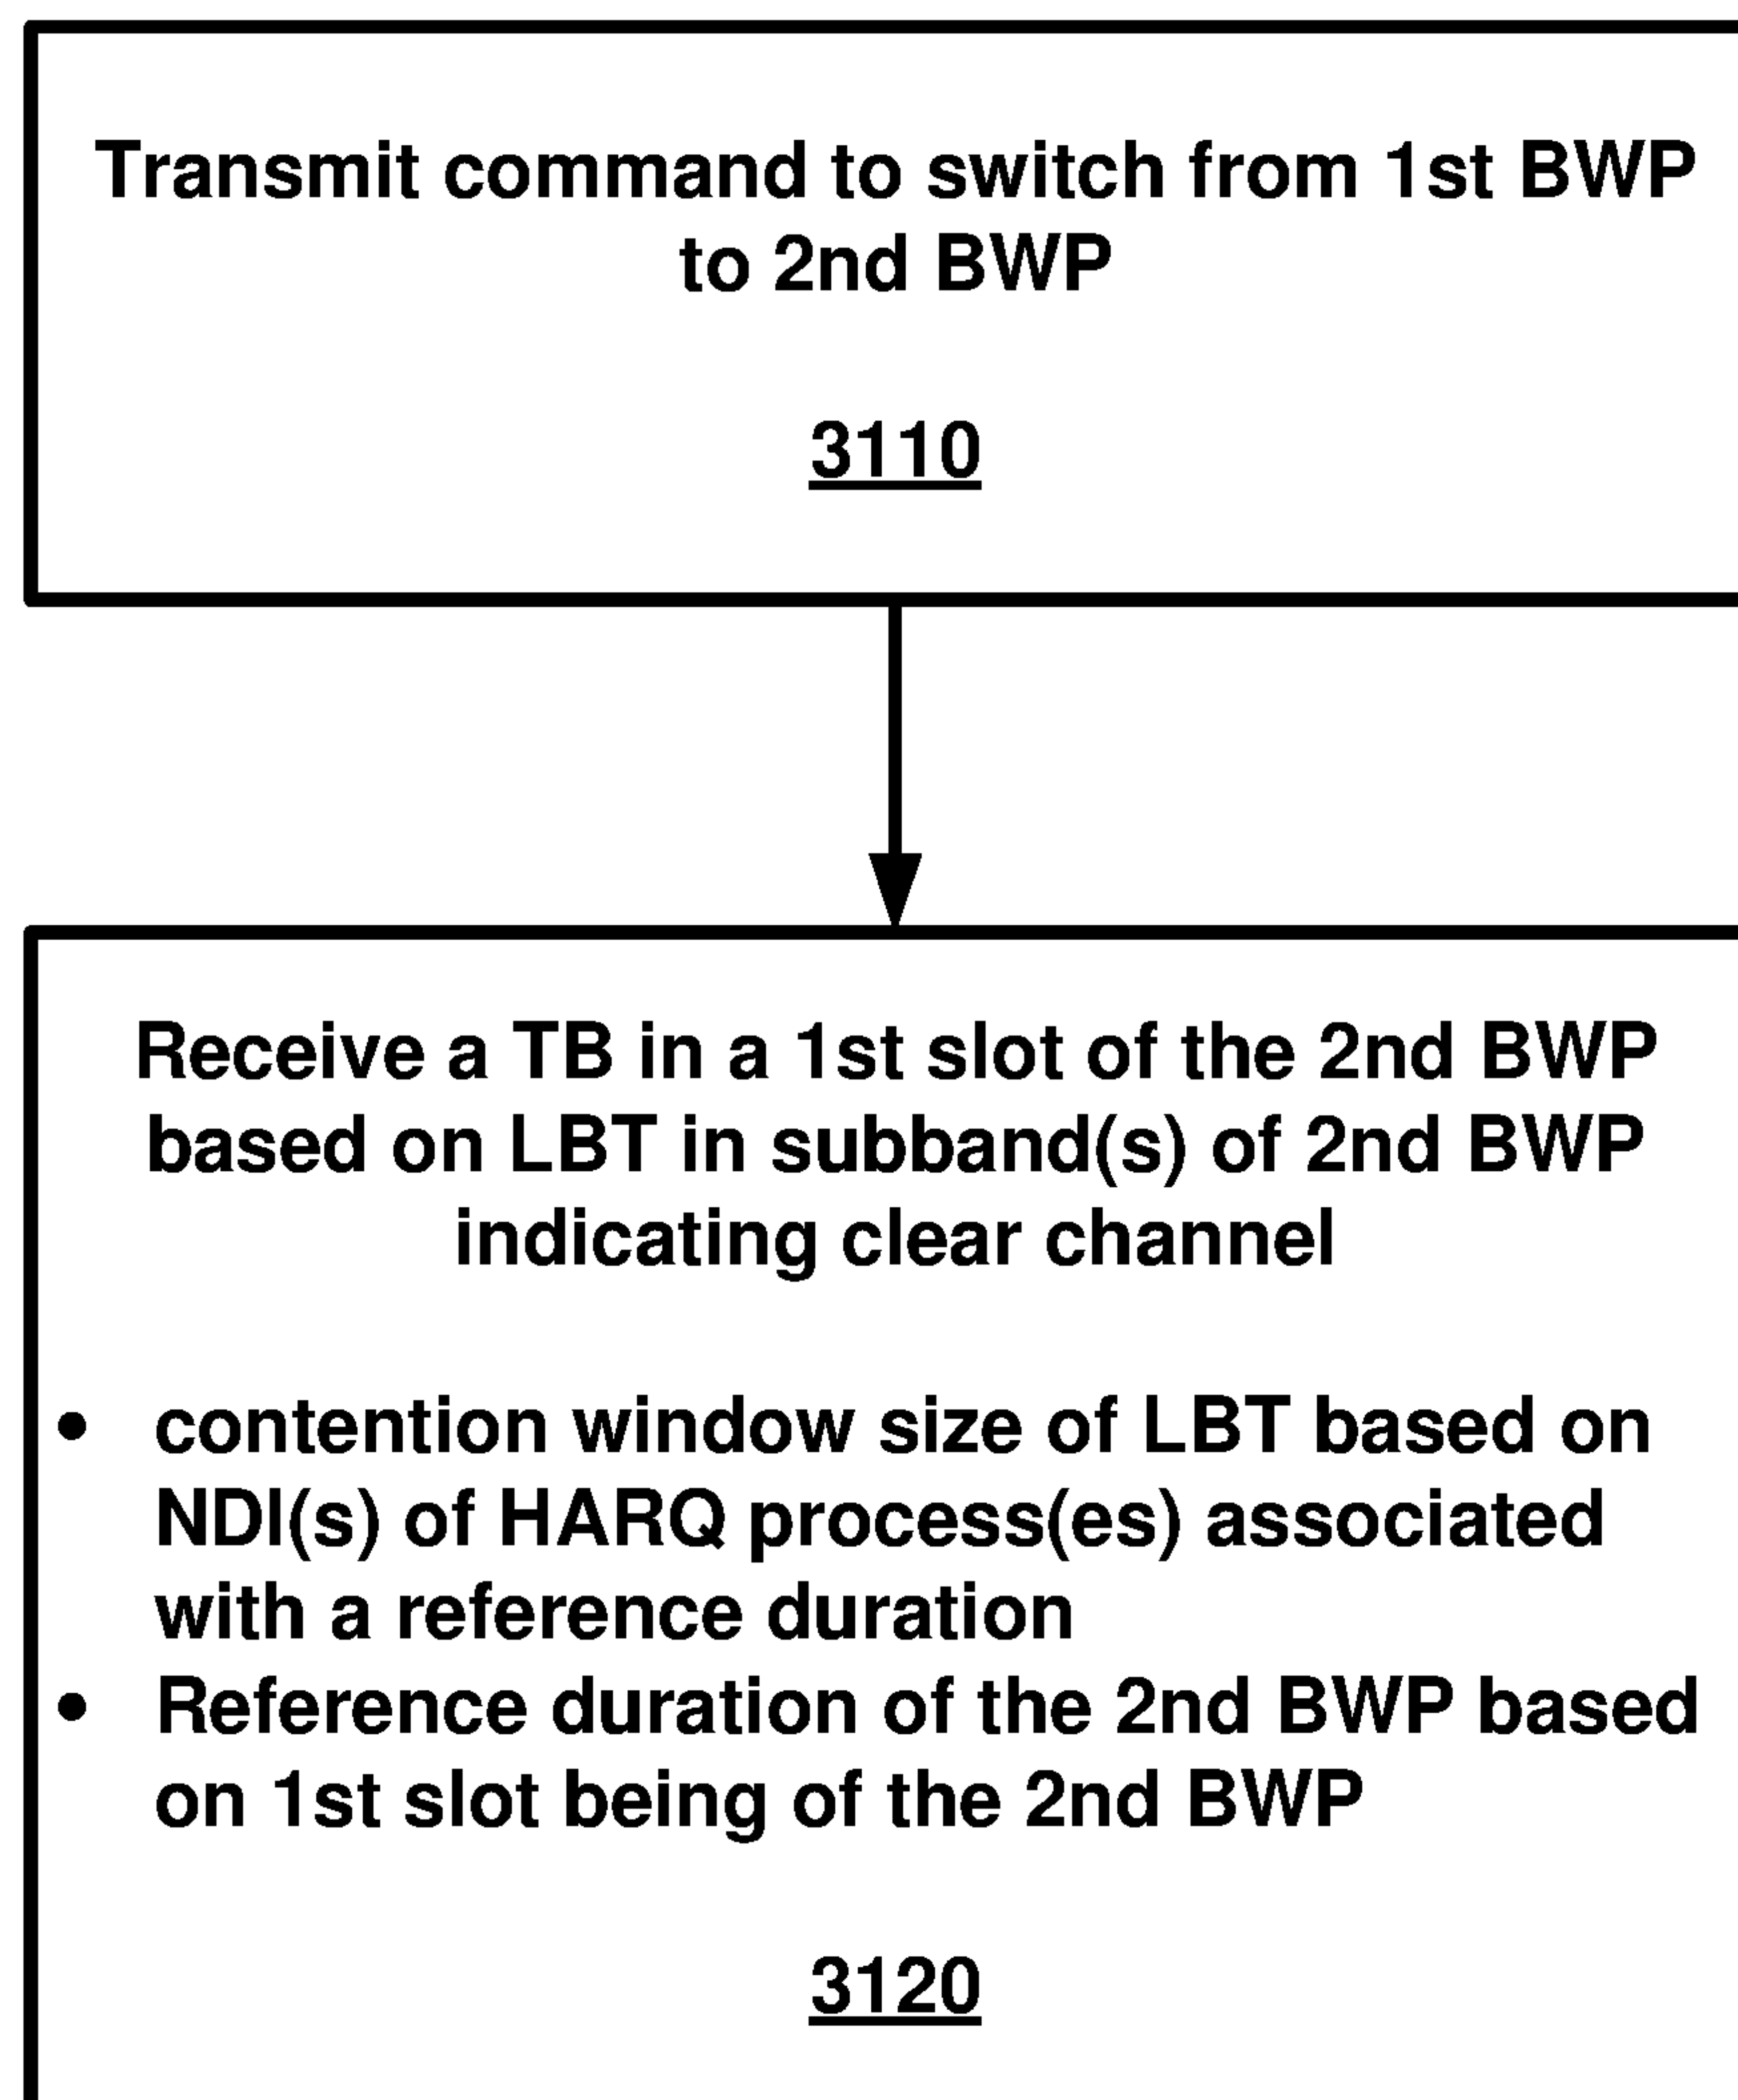 Transmit command to switch from 1st BWP
to 2nd BWP
3110
Receive a TB in a 1st slot of the 2nd BWP
based on LBT in subband(s) of 2nd BWP
indicating clear channel
• contention window size of LBT based on
NDI(s) of HARQ process(es) associated
with a reference duration
• Reference duration of the 2nd BWP based
on 1st slot being of the 2nd BWP
3120